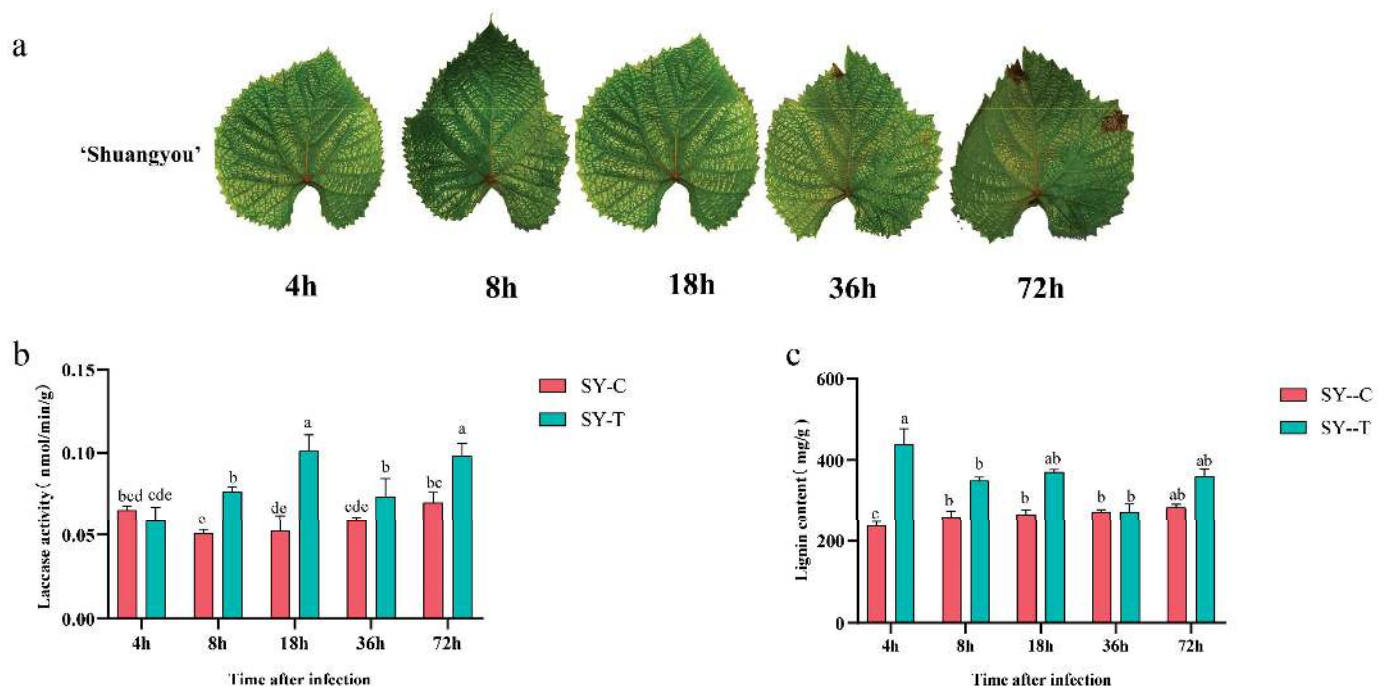 a
'Shuangyou'
4h 8h 18h 36h 72h
b
Laccase activity( nmol/min/g)
0.15
0.10
0.05
0.00
bcd cde e b de a cde b bc a
4h 8h 18h 36h 72h
Time after infection
SY-C
SY-T
c
Lignin content( mg/g)
600
400
200
0
c a b b b ab b b ab ab
4h 8h 18h 36h 72h
Time after infection
SY--C
SY--T